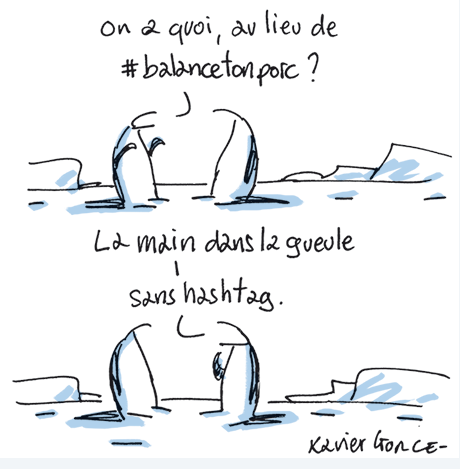 On a quoi, au lieu de
#balancetonporc ?
La main dans la gueule
sans hashtag.
Xavier GORCE-